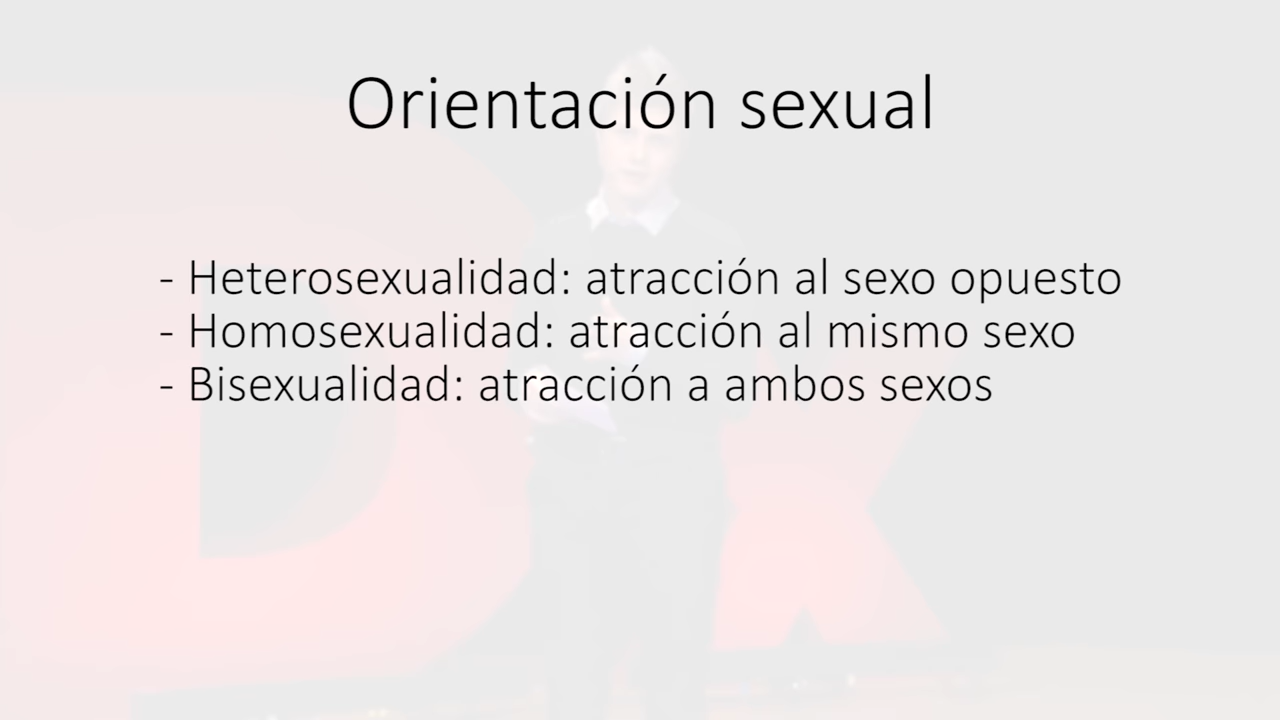 Orientación sexual
- Heterosexualidad: atracción al sexo opuesto
- Homosexualidad: atracción al mismo sexo
- Bisexualidad: atracción a ambos sexos